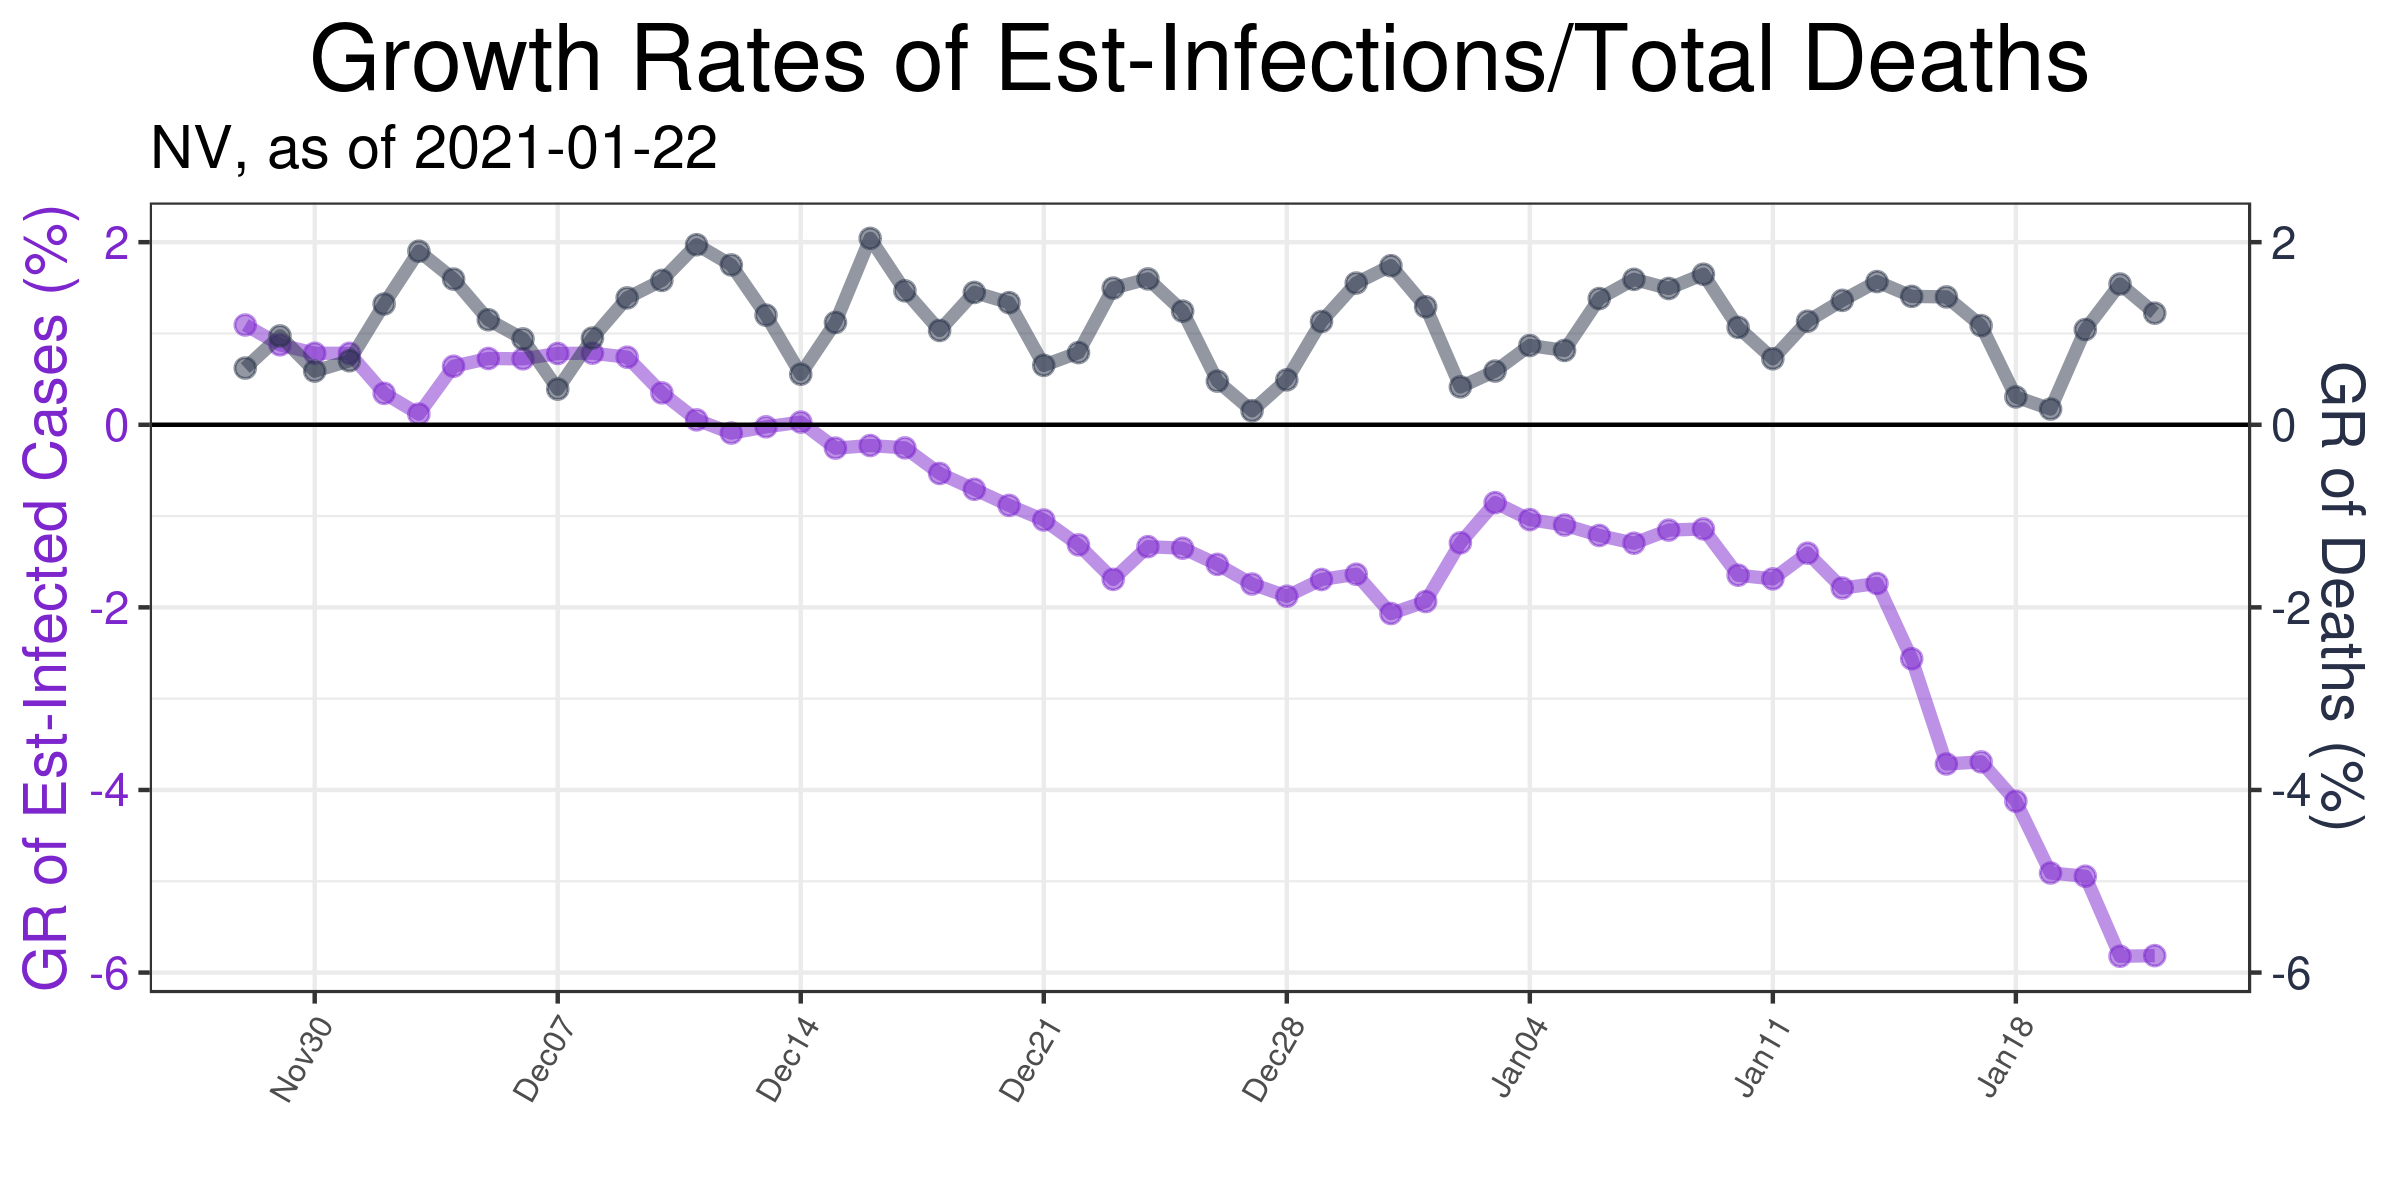 Growth Rates of Est-Infections/Total Deaths
NV, as of 2021-01-22
GR of Est-Infected Cases (%)
2
0
-2
-4
-6
2
0
-2
-4
-6
GR of Deaths (%)
Nov30
Dec07
Dec14
Dec21
Dec28
Jan04
Jan11
Jan18